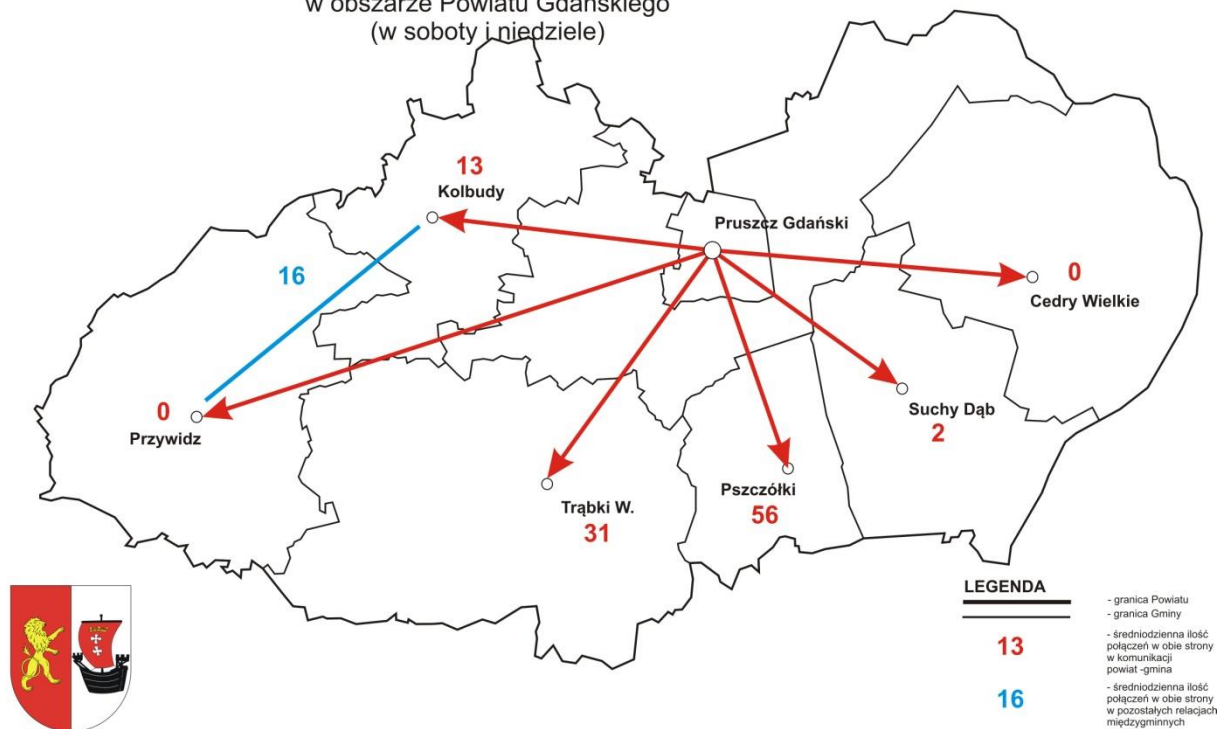 w obszarze Powiatu Gdańskiego
(w soboty i niedziele)
13
Kolbudy
Pruszcz Gdański
16
0
Cedry Wielkie
0
Przywidz
Suchy Dąb
2
Trąbki W.
31
Pszczółki
56
LEGENDA
- granica Powiatu
- granica Gminy
13
- średniodzienna ilość
połączeń w obie strony
w komunikacji
powiat -gmina
16
- średniodzienna ilość
połączeń w obie strony
w pozostałych relacjach
międzygminnych